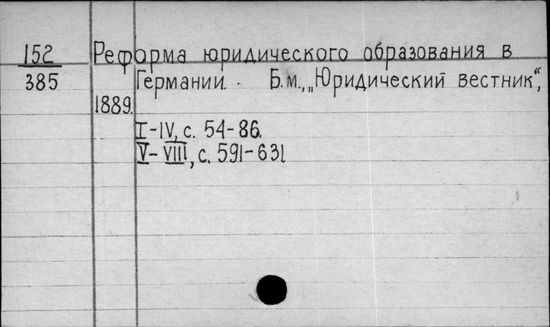 152 Реформа юридического образования в
385 Германии. Б.м., „Юридический вестник“,
1889.
I-IV, с. 54-86.
V-VIII, с. 591-631